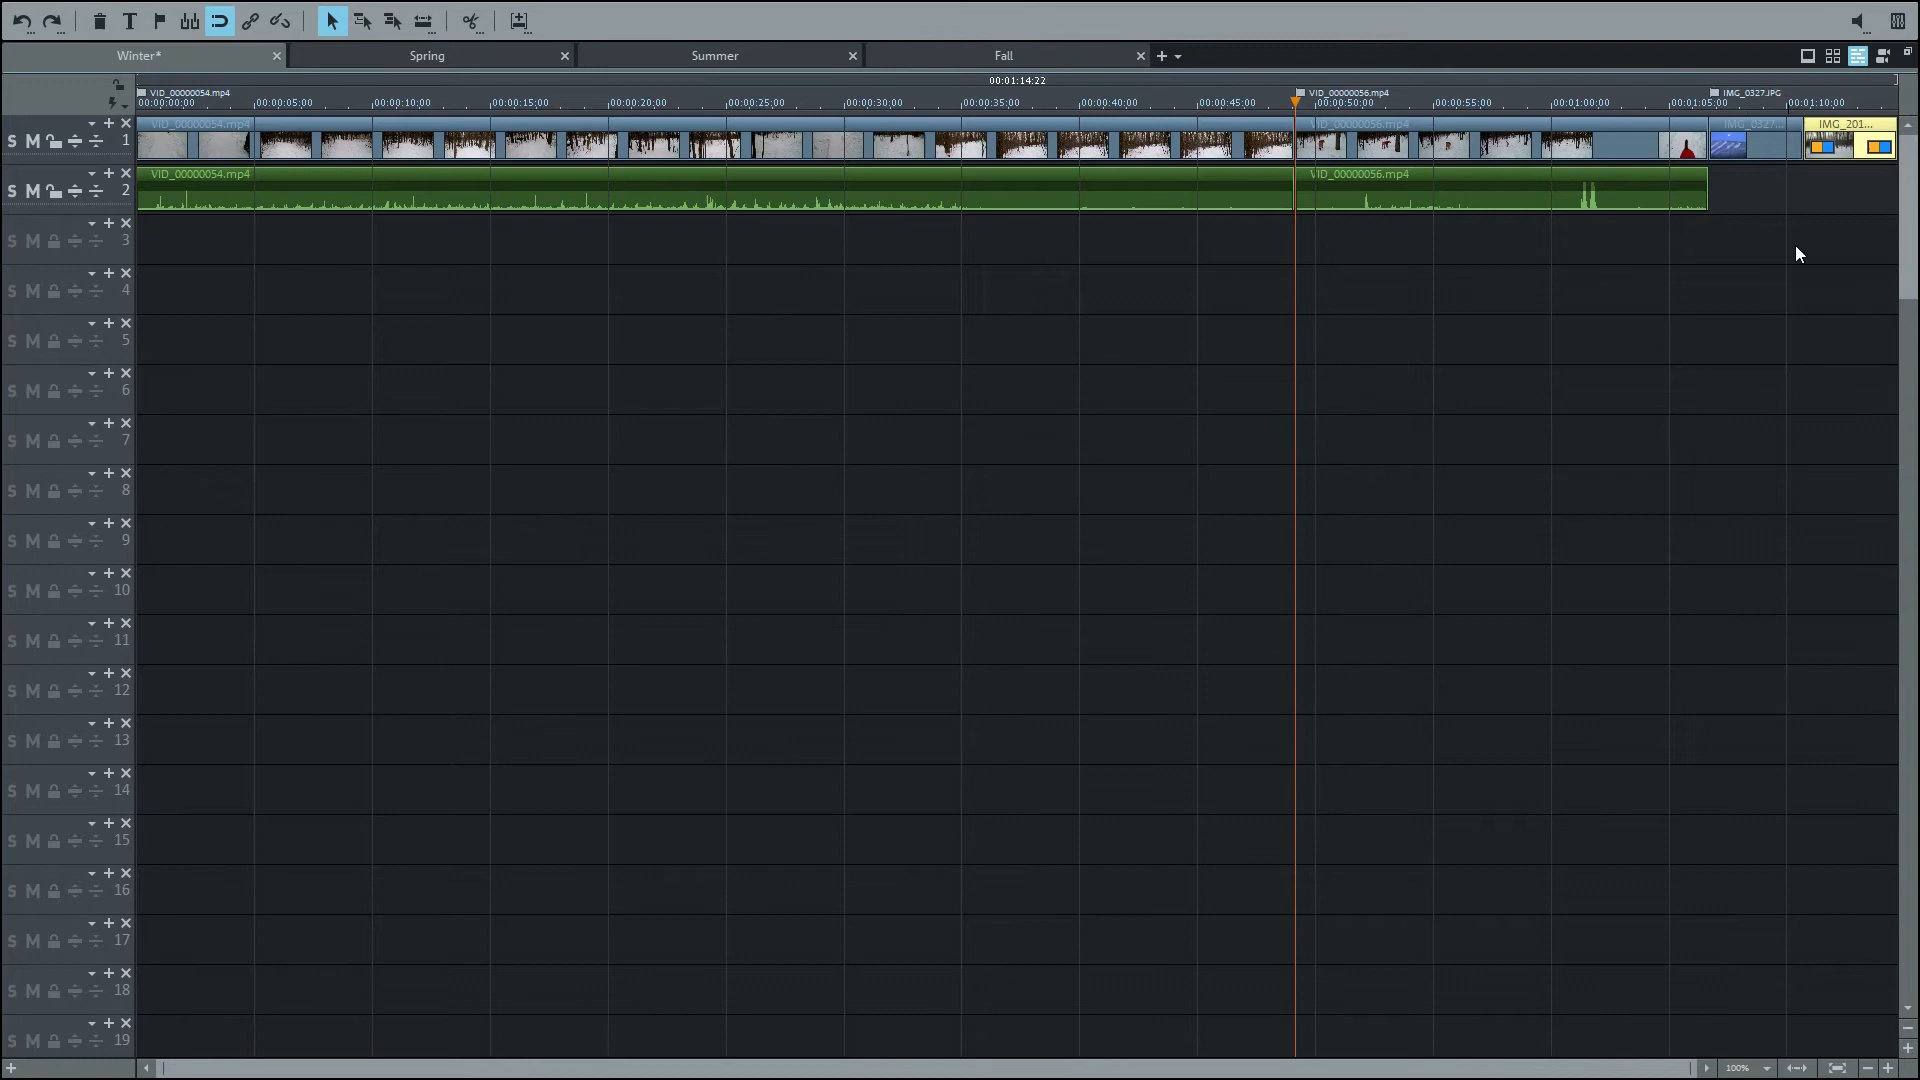 Winter*
Spring
Summer
Fall
00:01:14:22
VID_00000054.mp4
VID_00000056.mp4
IMG_0327.JPG
00:00:00:00
00:00:05:00
00:00:10:00
00:00:15:00
00:00:20:00
00:00:25:00
00:00:30:00
00:00:35:00
00:00:40:00
00:00:45:00
00:00:50:00
00:00:55:00
00:01:00:00
00:01:05:00
00:01:10:00
S M 1
VID_00000054.mp4
VID_00000056.mp4
IMG_0327...
IMG_201...
S M 2
VID_00000054.mp4
VID_00000056.mp4
S M 3
S M 4
S M 5
S M 6
S M 7
S M 8
S M 9
S M 10
S M 11
S M 12
S M 13
S M 14
S M 15
S M 16
S M 17
S M 18
S M 19
100%